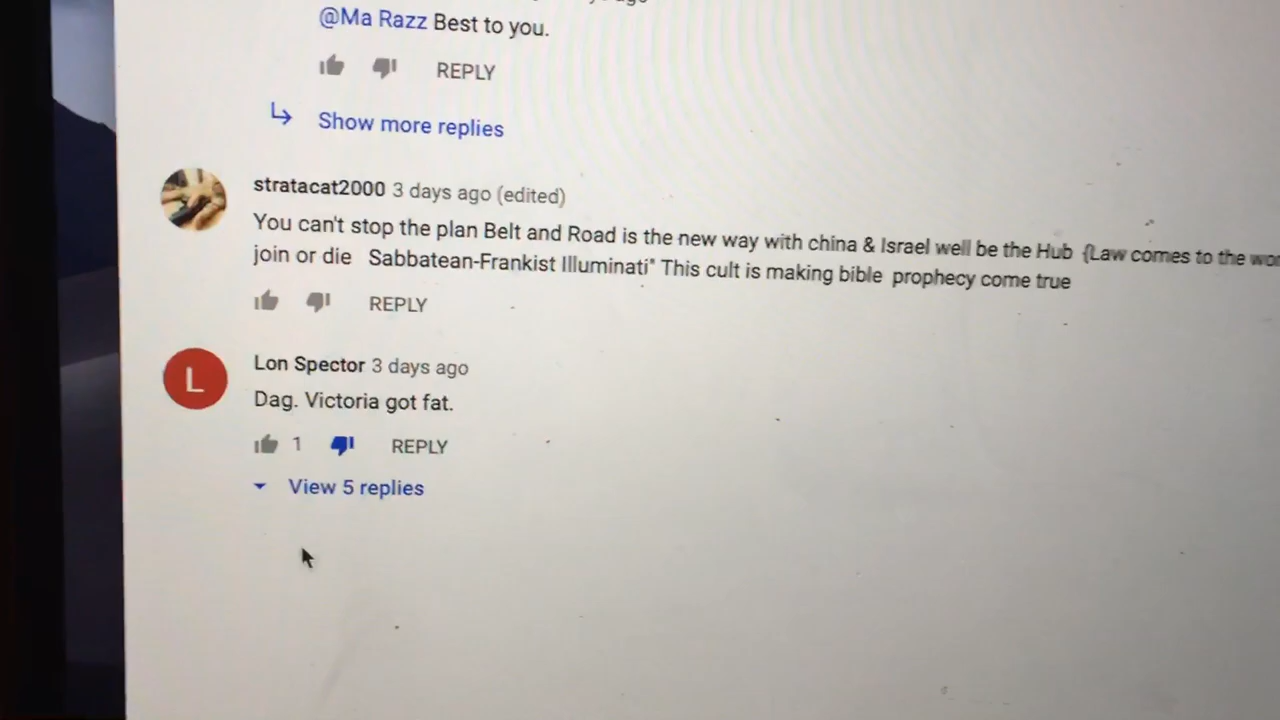 @Ma Razz Best to you.
REPLY
Show more replies
stratacat2000 3 days ago (edited)
You can't stop the plan Belt and Road is the new way with china & Israel well be the Hub {Law comes to the
join or die Sabbatean-Frankist Illuminati" This cult is making bible prophecy come true
REPLY
L
Lon Spector 3 days ago
Dag. Victoria got fat.
1 REPLY
View 5 replies